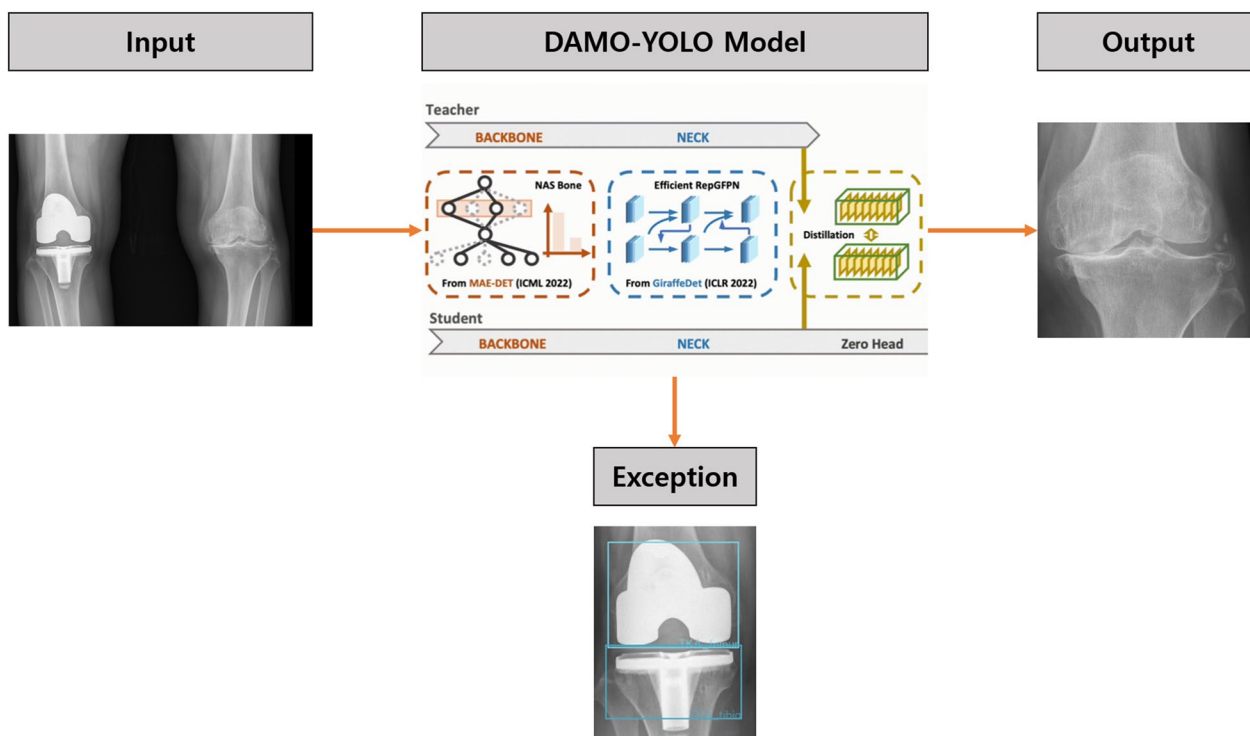 Input
DAMO-YOLO Model
Output
Teacher
BACKBONE
NECK
NAS Bone
Efficient RepGFPN
Distillation
From MAE-DET (ICML 2022)
From GiraffeDet (ICLR 2022)
Student
BACKBONE
NECK
Zero Head
Exception